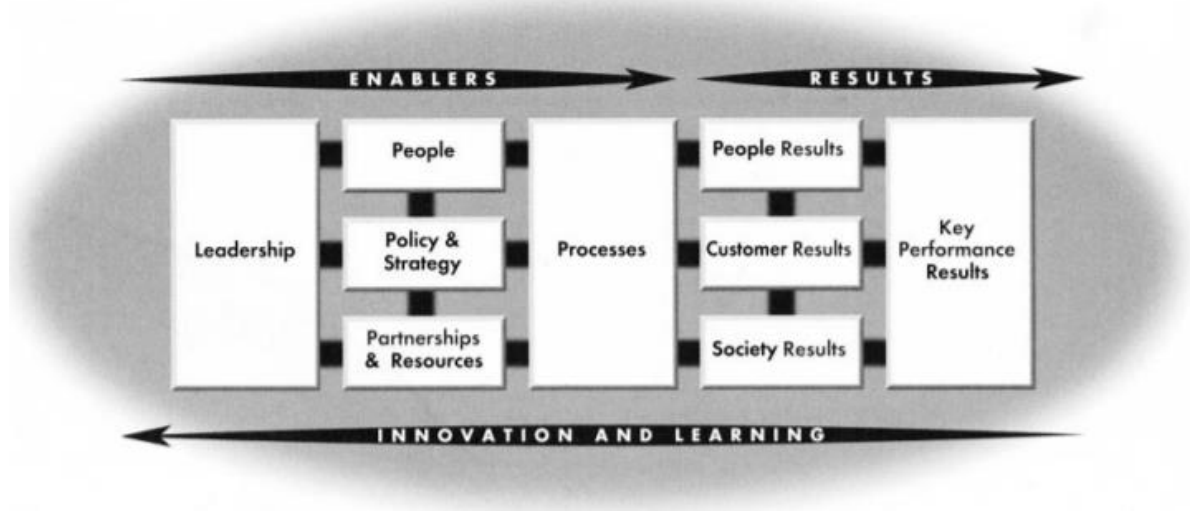 ENABLERS
RESULTS
Leadership
People
Policy &
Strategy
Partnerships
& Resources
Processes
People Results
Customer Results
Society Results
Key
Performance
Results
INNOVATION AND LEARNING